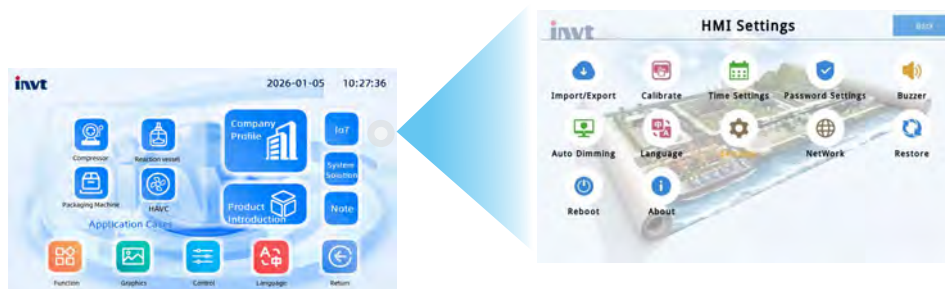 invt
2026-01-05 10:27:36
Compressor
Reaction vessel
Packaging Machine
HAVC
Application Cases
Company
Profile
Product
Introduction
IoT
System
Solution
Note
Function
Graphics
Control
Language
Return
invt
HMI Settings
Back
Import/Export
Calibrate
Time Settings
Password Settings
Buzzer
Auto Dimming
Language
NetWork
Restore
Reboot
About